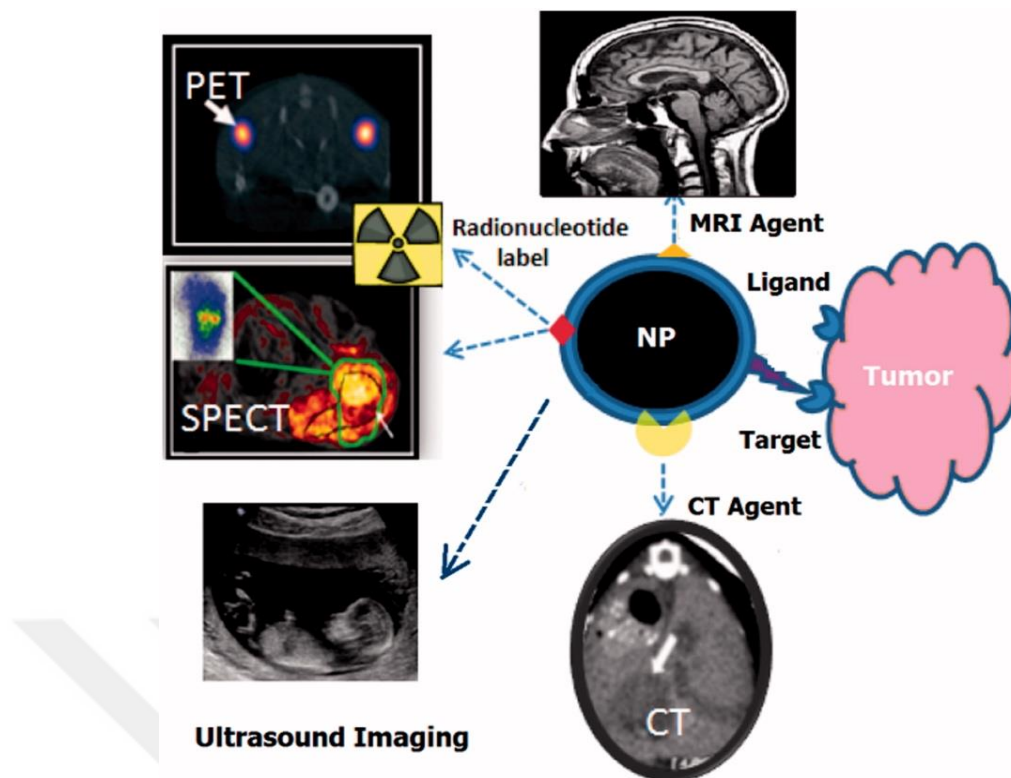 PET
Radionucleotide
label
SPECT
MRI Agent
Ligand
NP
Tumor
Target
CT Agent
CT
Ultrasound Imaging